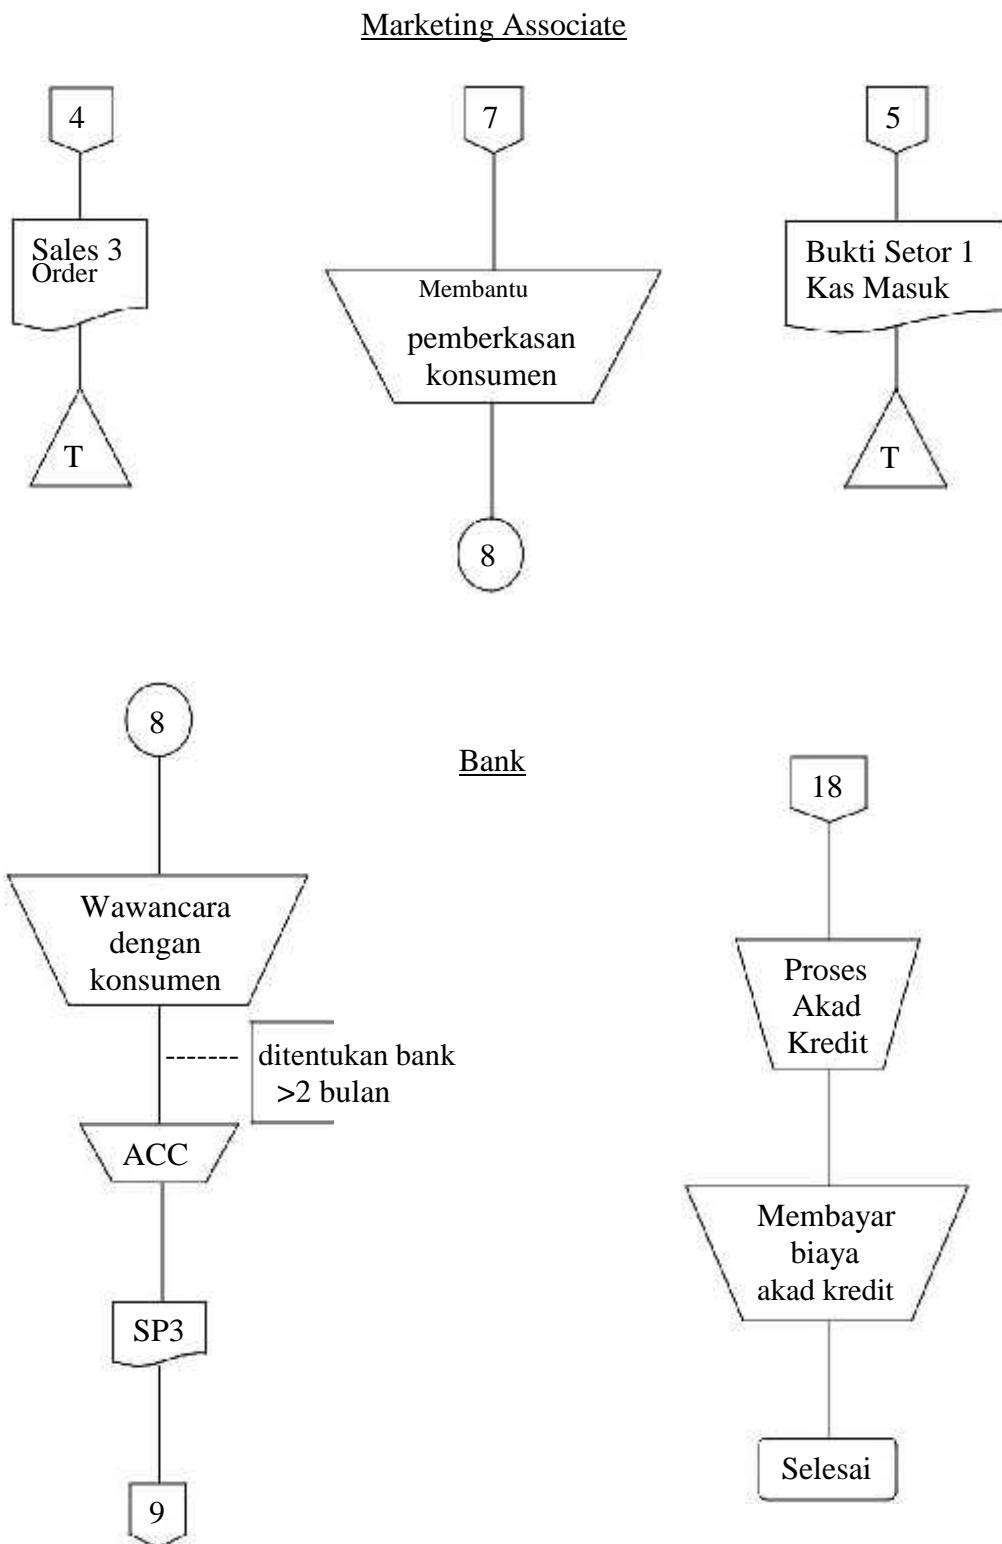 Marketing Associate
4
Sales 3
Order
T
7
Membantu
pemberkasan
konsumen
8
5
Bukti Setor 1
Kas Masuk
T
Bank
8
Wawancara
dengan
konsumen
ditentukan bank
>2 bulan
ACC
SP3
9
18
Proses
Akad
Kredit
Membayar
biaya
akad kredit
Selesai